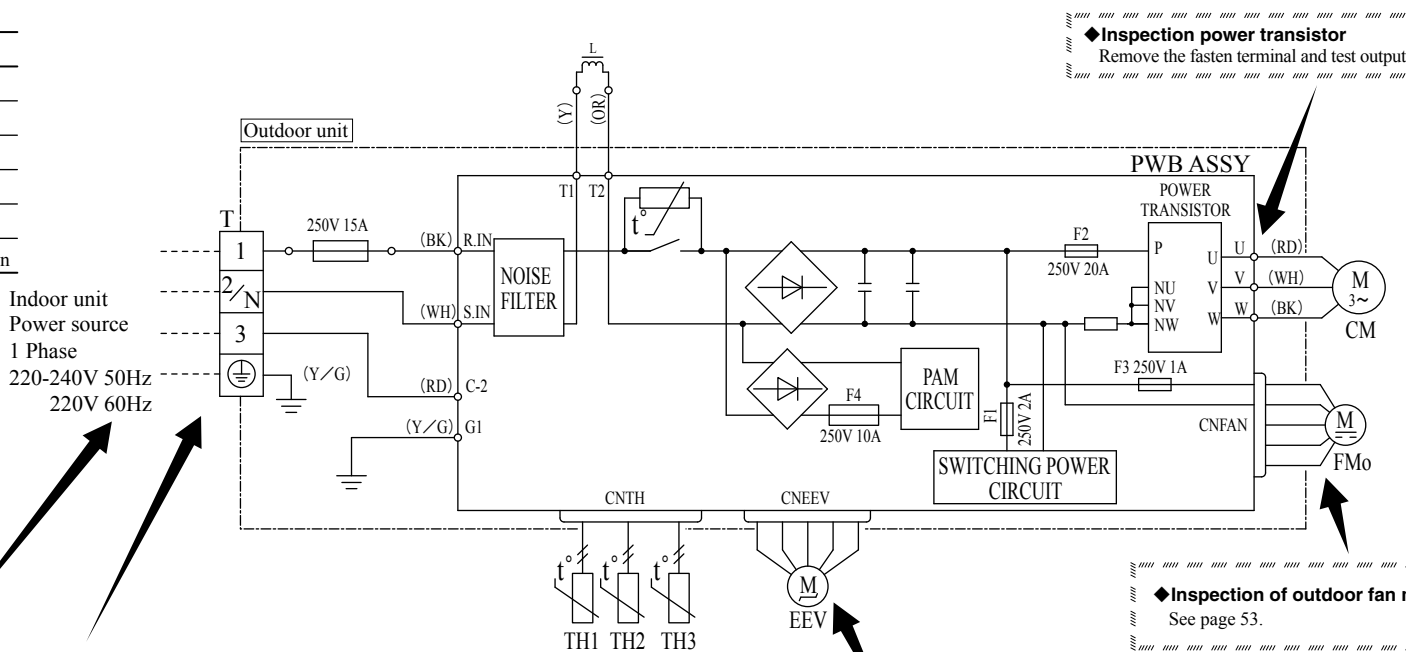 ◆Inspection power transistor
Remove the fasten terminal and test output
L
(Y)
(OR)
Outdoor unit
PWB ASSY
T1 T2
POWER
TRANSISTOR
T
250V 15A
t°
1
(BK) R.IN
F2
250V 20A
P
U
U (RD)
NOISE
FILTER
2/N
(WH) S.IN
NU
NV
NW
V
V (WH)
W
W (BK)
M
3~
CM
3
Indoor unit
Power source
1 Phase
220-240V 50Hz
220V 60Hz
(Y/G)
(RD) C-2
(Y/G) G1
F4
250V 10A
PAM
CIRCUIT
F1
250V 2A
F3 250V 1A
CNFAN
M
FMo
SWITCHING POWER
CIRCUIT
CNTH
CNEEV
t° t° t°
TH1 TH2 TH3
M
EEV
◆Inspection of outdoor fan
See page 53.